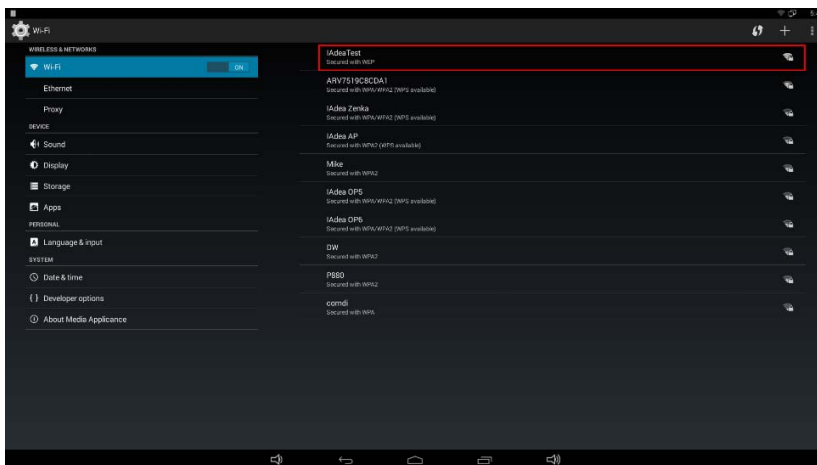 Wi-Fi
WIRELESS & NETWORKS
Wi-Fi
ON
Ethernet
Proxy
DEVICE
Sound
Display
Storage
Apps
PERSONAL
A
Language & input
SYSTEM
Date & time
{ } Developer options
About Media Applicance
IAdeaTest
Secured with WEP
ARV7519C8CDA1
Secured with WPA/WPA2 (WPS available)
IAdea Zenka
Secured with WPA/WPA2 (WPS available)
IAdea AP
Secured with WPA2 (WPS available)
Mike
Secured with WPA2
IAdea OP5
Secured with WPA/WPA2 (WPS available)
IAdea OP6
Secured with WPA/WPA2 (WPS available)
DW
Secured with WPA2
P880
Secured with WPA2
comdi
Secured with WPA